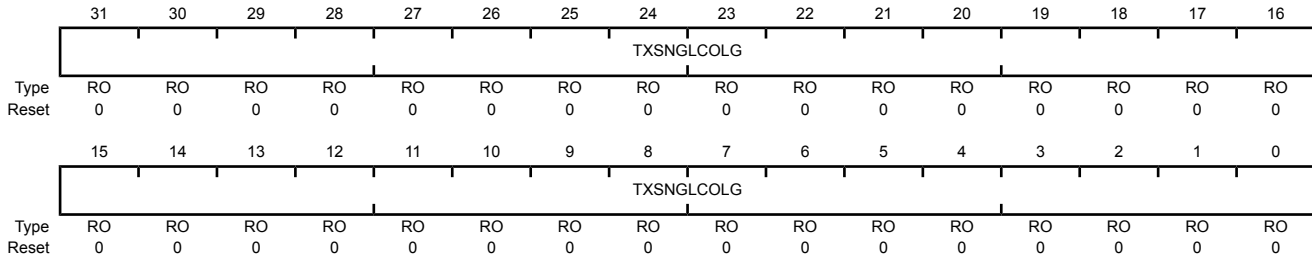 31 30 29 28 27 26 25 24 23 22 21 20 19 18 17 16
TXSNGLCOLG
Type RO RO RO RO RO RO RO RO RO RO RO RO RO RO RO RO
Reset 0 0 0 0 0 0 0 0 0 0 0 0 0 0 0 0
15 14 13 12 11 10 9 8 7 6 5 4 3 2 1 0
TXSNGLCOLG
Type RO RO RO RO RO RO RO RO RO RO RO RO RO RO RO RO
Reset 0 0 0 0 0 0 0 0 0 0 0 0 0 0 0 0